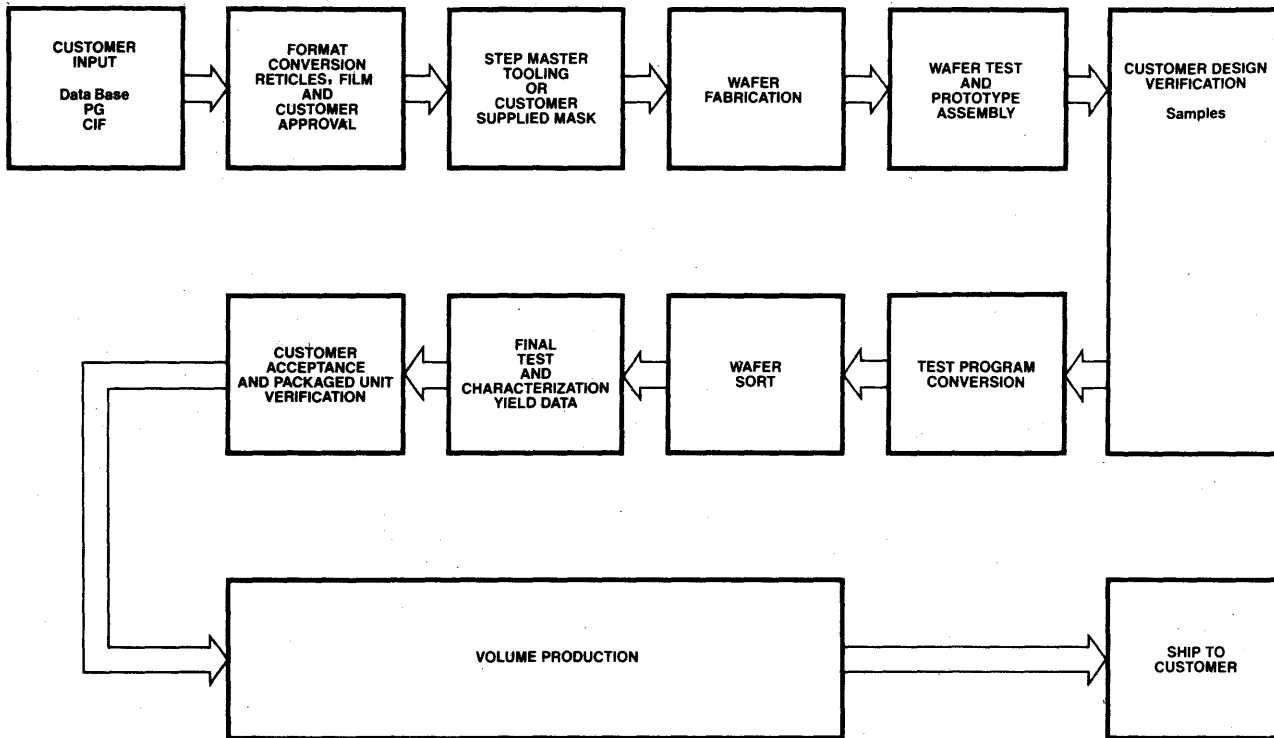 CUSTOMER
INPUT
Data Base
PG
CIF
FORMAT
CONVERSION
RETICLES, FILM
AND
CUSTOMER
APPROVAL
STEP MASTER
TOOLING
OR
CUSTOMER
SUPPLIED MASK
WAFER
FABRICATION
WAFER TEST
AND
PROTOTYPE
ASSEMBLY
CUSTOMER DESIGN
VERIFICATION
Samples
CUSTOMER
ACCEPTANCE
AND PACKAGED UNIT
VERIFICATION
FINAL
TEST
AND
CHARACTERIZATION
YIELD DATA
WAFER
SORT
TEST PROGRAM
CONVERSION
VOLUME PRODUCTION
SHIP TO
CUSTOMER